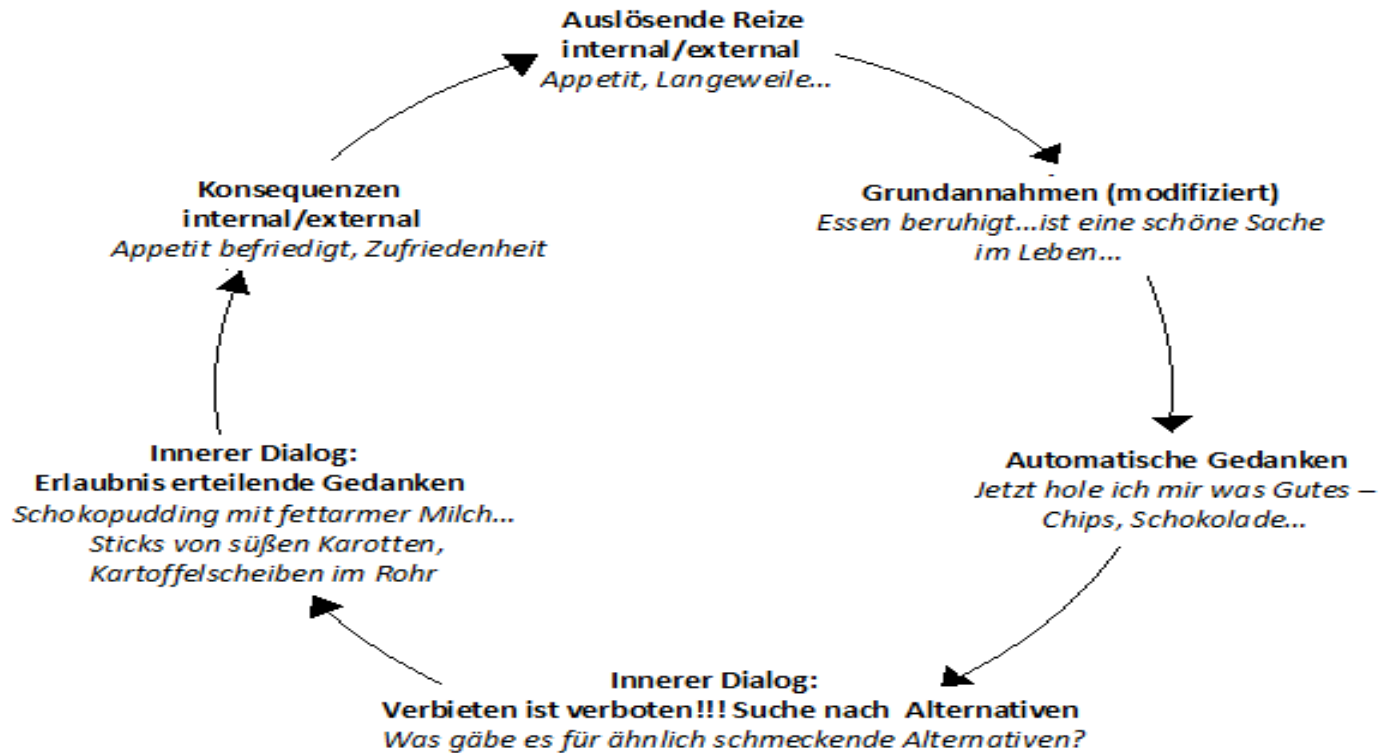 Auslösende Reize
internal/external
Appetit, Langeweile...
Grundannahmen (modifiziert)
Essen beruhigt...ist eine schöne Sache
im Leben...
Automatische Gedanken
Jetzt hole ich mir was Gutes –
Chips, Schokolade...
Innerer Dialog:
Verbieten ist verboten!!! Suche nach Alternativen
Was gäbe es für ähnlich schmeckende Alternativen?
Innerer Dialog:
Erlaubnis erteilende Gedanken
Schokopudding mit fettarmer Milch...
Sticks von süßen Karotten,
Kartoffelscheiben im Rohr
Konsequenzen
internal/external
Appetit befriedigt, Zufriedenheit